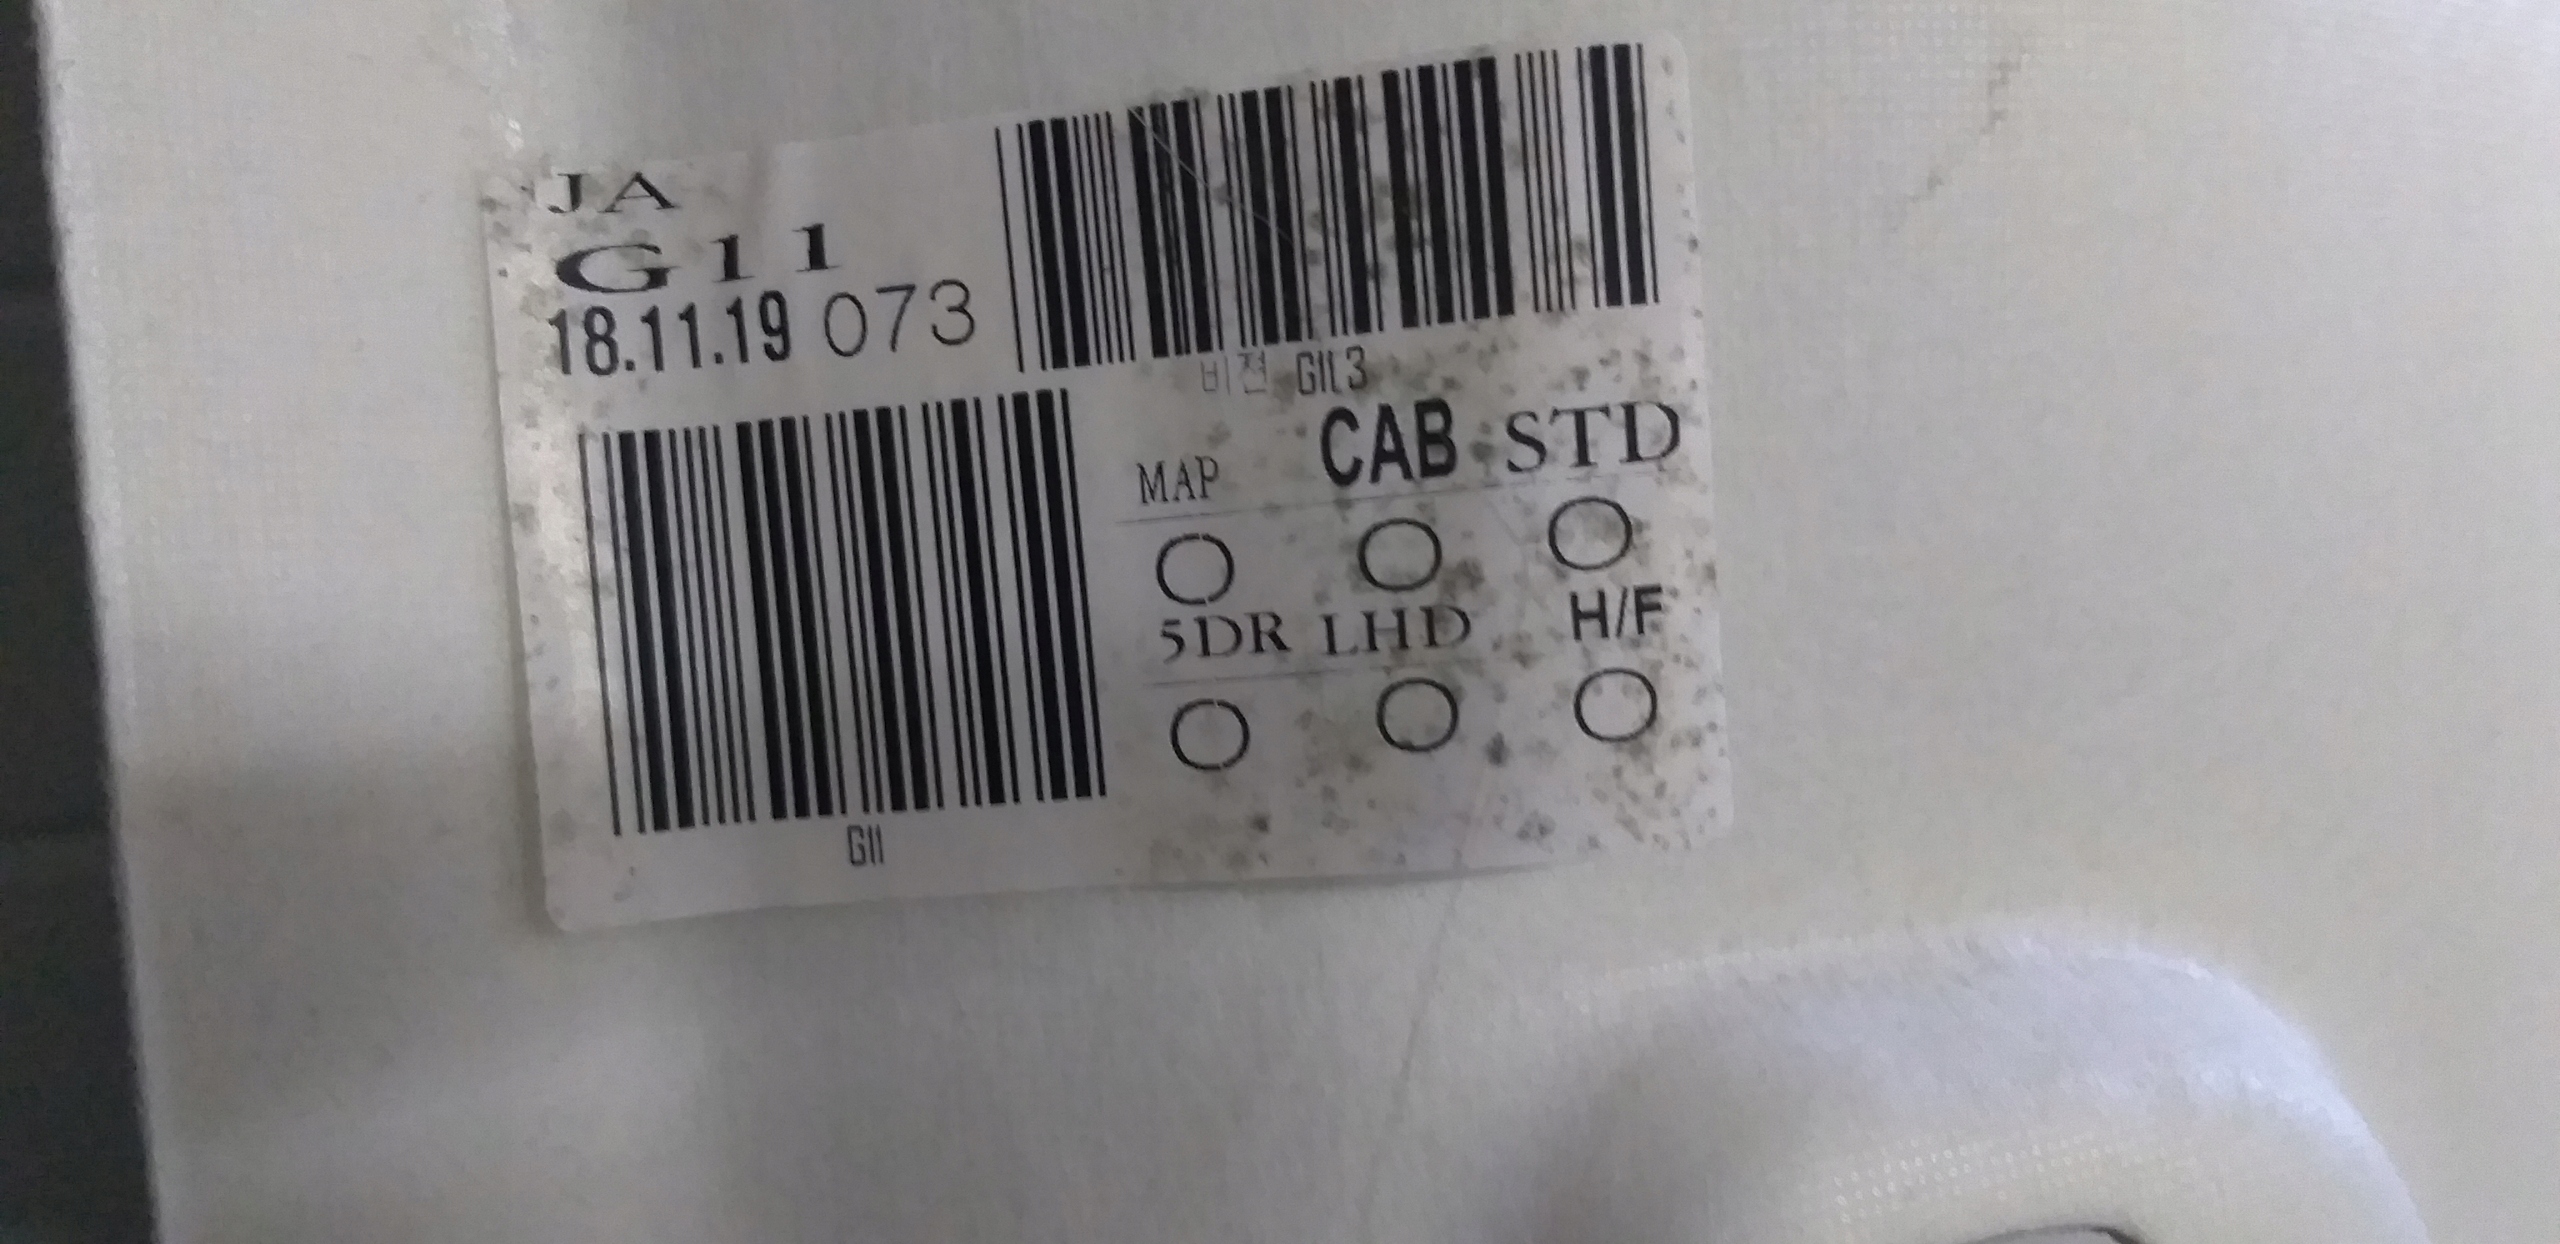 JA
G11
18.11.19 073
비전 G11.3
MAP CAB STD
5DR LHD H/F
G11